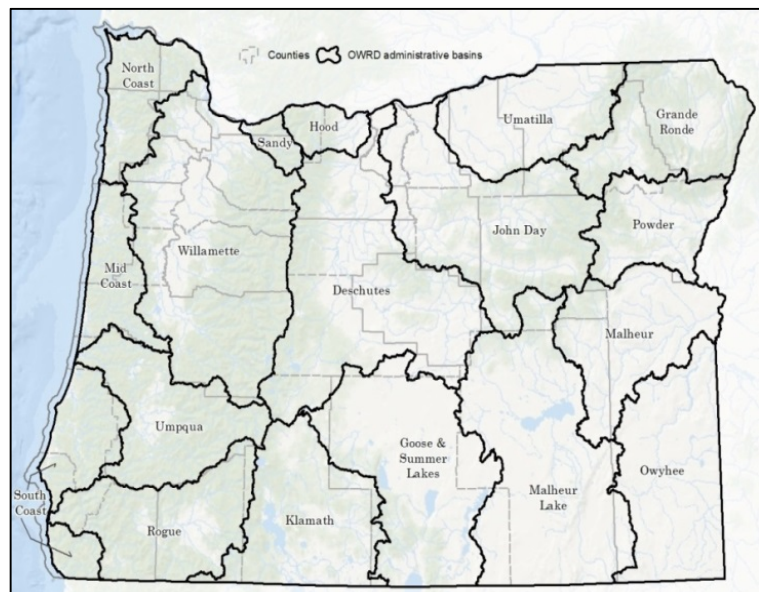 Counties
OWRD administrative basins
North
Coast
Sandy
Hood
Umatilla
Grande
Ronde
Willamette
John Day
Powder
Mid
Coast
Deschutes
Malheur
Umpqua
Goose &
Summer
Lakes
Owyhee
South
Coast
Rogue
Klamath
Malheur
Lake